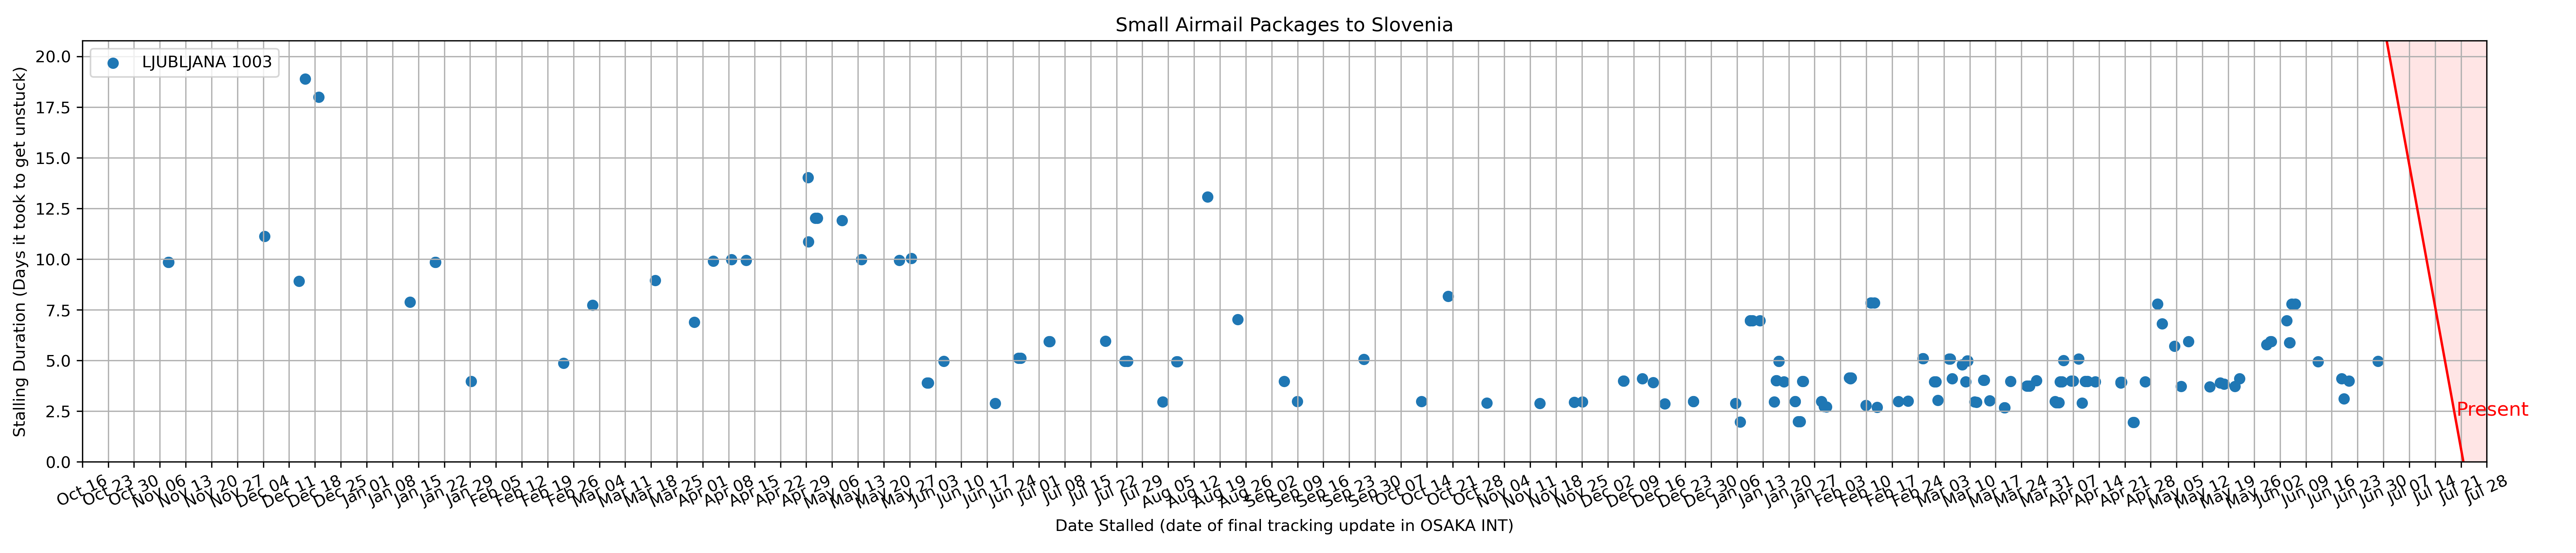 Small Airmail Packages to Slovenia
LJUBLJANA 1003
Stalling Duration (Days it took to get unstuck)
20.0
17.5
15.0
12.5
10.0
7.5
5.0
2.5
0.0
Present
Oct 16
Oct 23
Oct 30
Nov 06
Nov 13
Nov 20
Nov 27
Dec 04
Dec 11
Dec 18
Dec 25
Jan 01
Jan 08
Jan 15
Jan 22
Jan 29
Feb 05
Feb 12
Feb 19
Feb 26
Mar 04
Mar 11
Mar 18
Mar 25
Apr 01
Apr 08
Apr 15
Apr 22
Apr 29
May 06
May 13
May 20
May 27
Jun 03
Jun 10
Jun 17
Jun 24
Jul 01
Jul 08
Jul 15
Jul 22
Jul 29
Aug 05
Aug 12
Aug 19
Aug 26
Sep 02
Sep 09
Sep 16
Sep 23
Sep 30
Oct 07
Oct 14
Oct 21
Oct 28
Nov 04
Nov 11
Nov 18
Nov 25
Dec 02
Dec 09
Dec 16
Dec 23
Dec 30
Jan 06
Jan 13
Jan 20
Jan 27
Feb 03
Feb 10
Feb 17
Feb 24
Mar 03
Mar 10
Mar 17
Mar 24
Mar 31
Apr 07
Apr 14
Apr 21
Apr 28
May 05
May 12
May 19
May 26
Jun 02
Jun 09
Jun 16
Jun 23
Jun 30
Jul 07
Jul 14
Jul 21
Jul 28
Date Stalled (date of final tracking update in OSAKA INT)